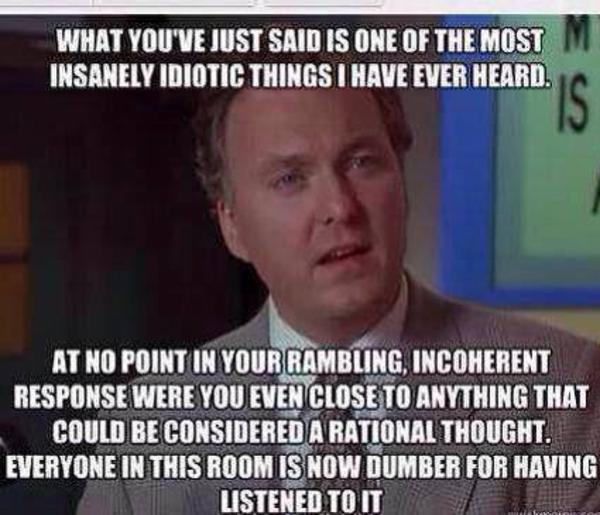 WHAT YOU'VE JUST SAID IS ONE OF THE MOST
INSANELY IDIOTIC THINGS I HAVE EVER HEARD.
M
IS
AT NO POINT IN YOUR RAMBLING, INCOHERENT
RESPONSE WERE YOU EVEN CLOSE TO ANYTHING THAT
COULD BE CONSIDERED A RATIONAL THOUGHT.
EVERYONE IN THIS ROOM IS NOW DUMBER FOR HAVING
LISTENED TO IT